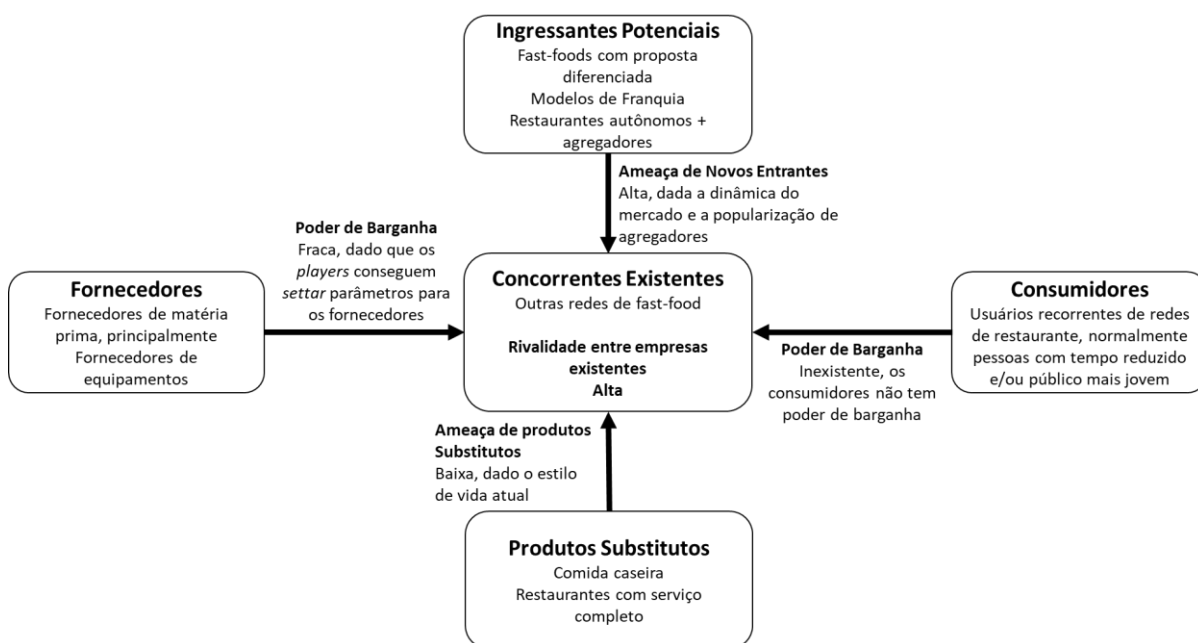 Ingressantes Potenciais
Fast-foods com proposta
diferenciada
Modelos de Franquia
Restaurantes autônomos +
agregadores
Ameaça de Novos Entrantes
Alta, dada a dinâmica do
mercado e a popularização de
agregadores
Poder de Barganha
Fraca, dado que os
players conseguem
settar parâmetros para
os fornecedores
Fornecedores
Fornecedores de matéria
prima, principalmente
Fornecedores de
equipamentos
Concorrentes Existentes
Outras redes de fast-food
Rivalidade entre empresas
existentes
Alta
Consumidores
Usuários recorrentes de redes
de restaurante, normalmente
pessoas com tempo reduzido
e/ou público mais jovem
Poder de Barganha
Inexistente, os
consumidores não tem
poder de barganha
Ameaça de produtos
Substitutos
Baixa, dado o estilo
de vida atual
Produtos Substitutos
Comida caseira
Restaurantes com serviço
completo